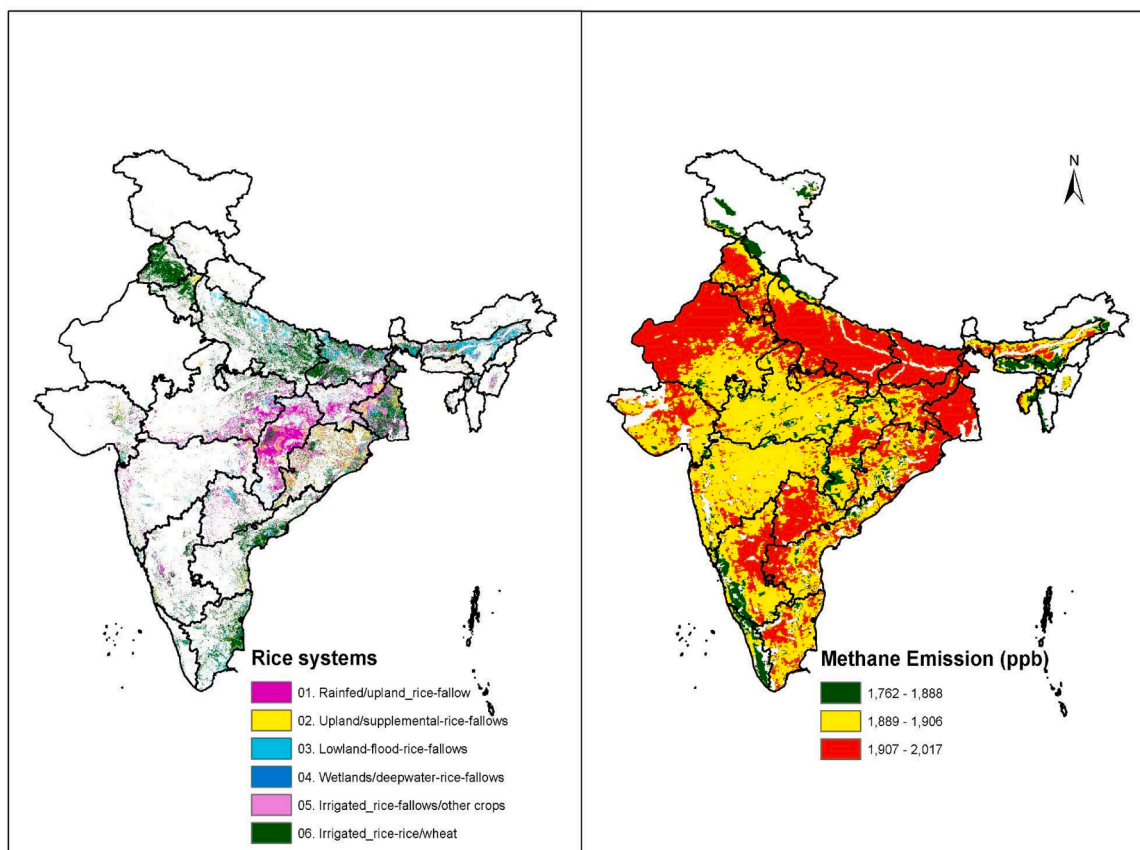 N
Rice systems
01. Rainfed/upland_rice-fallow
02. Upland/supplemental-rice-fallows
03. Lowland-flood-rice-fallows
04. Wetlands/deepwater-rice-fallows
05. Irrigated_rice-fallows/other crops
06. Irrigated_rice-rice/wheat
Methane Emission (ppb)
1,762 - 1,888
1,889 - 1,906
1,907 - 2,017